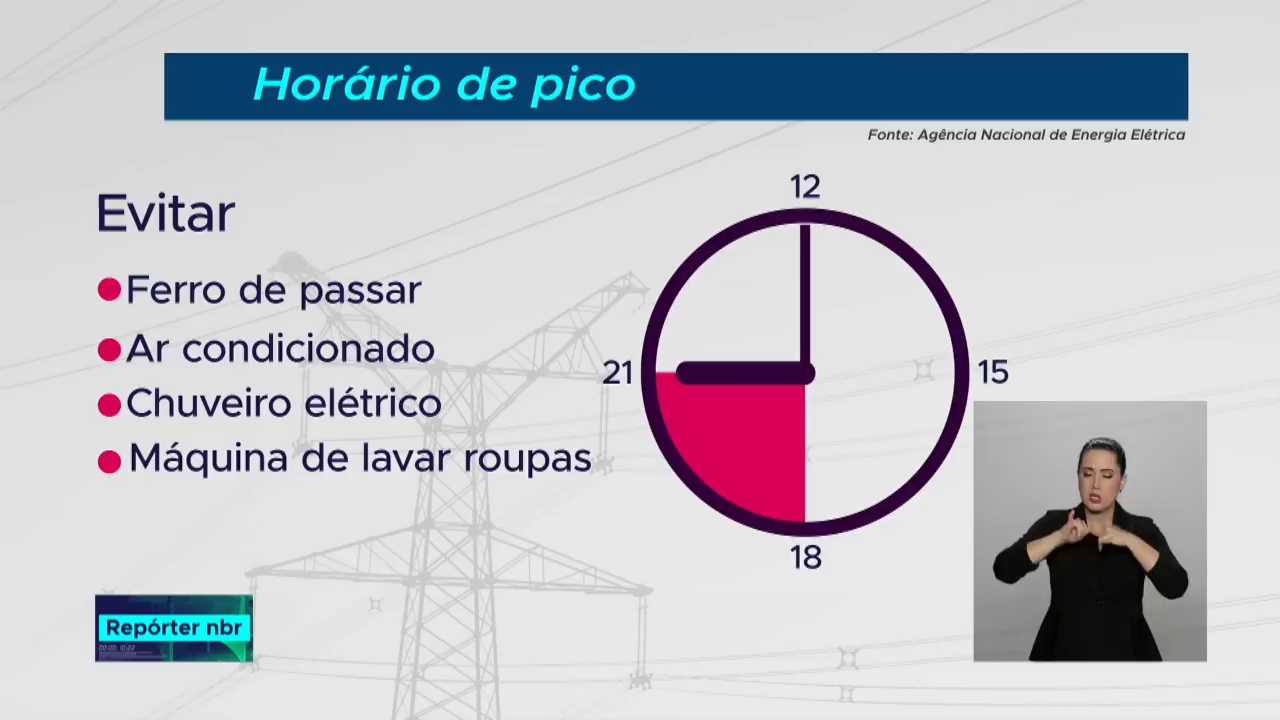 Horário de pico
Fonte: Agência Nacional de Energia Elétrica
Evitar
Ferro de passar
Ar condicionado
Chuveiro elétrico
Máquina de lavar roupas
12
15
18
21
Repórter nbr